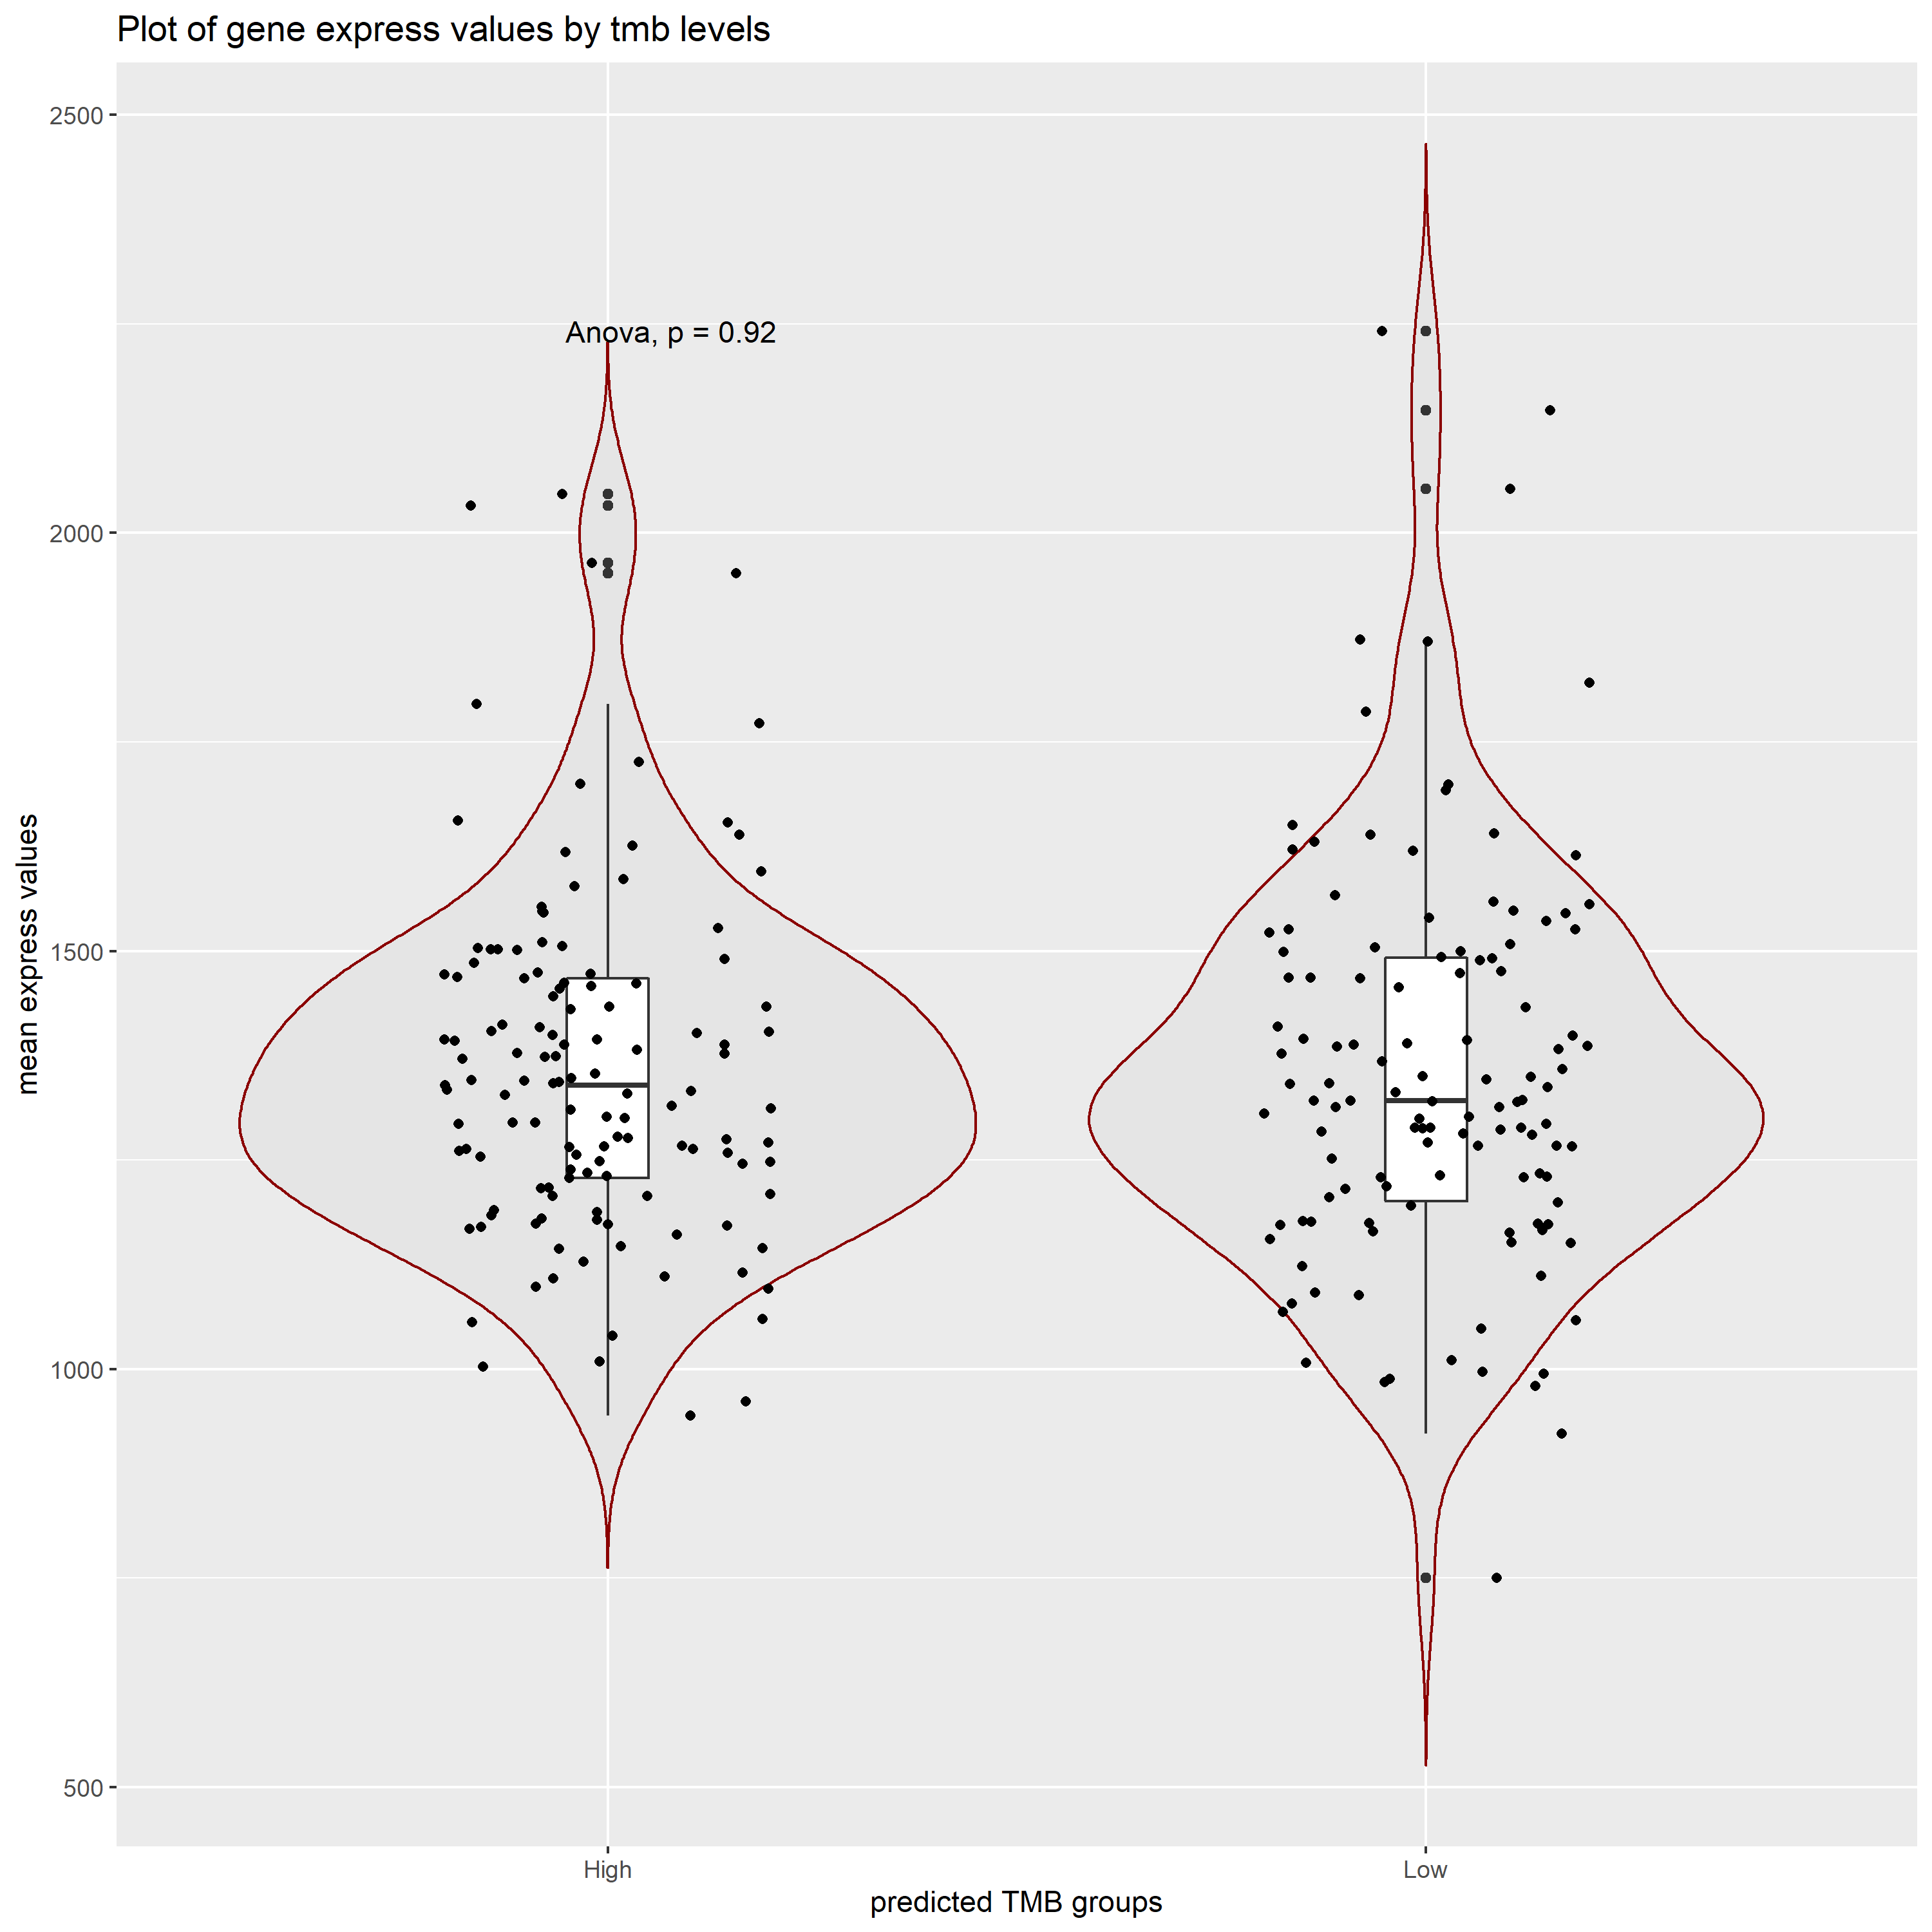 Plot of gene express values by tmb levels
2500
Anova, p = 0.92
2000
mean express values
1500
1000
500
High
Low
predicted TMB groups